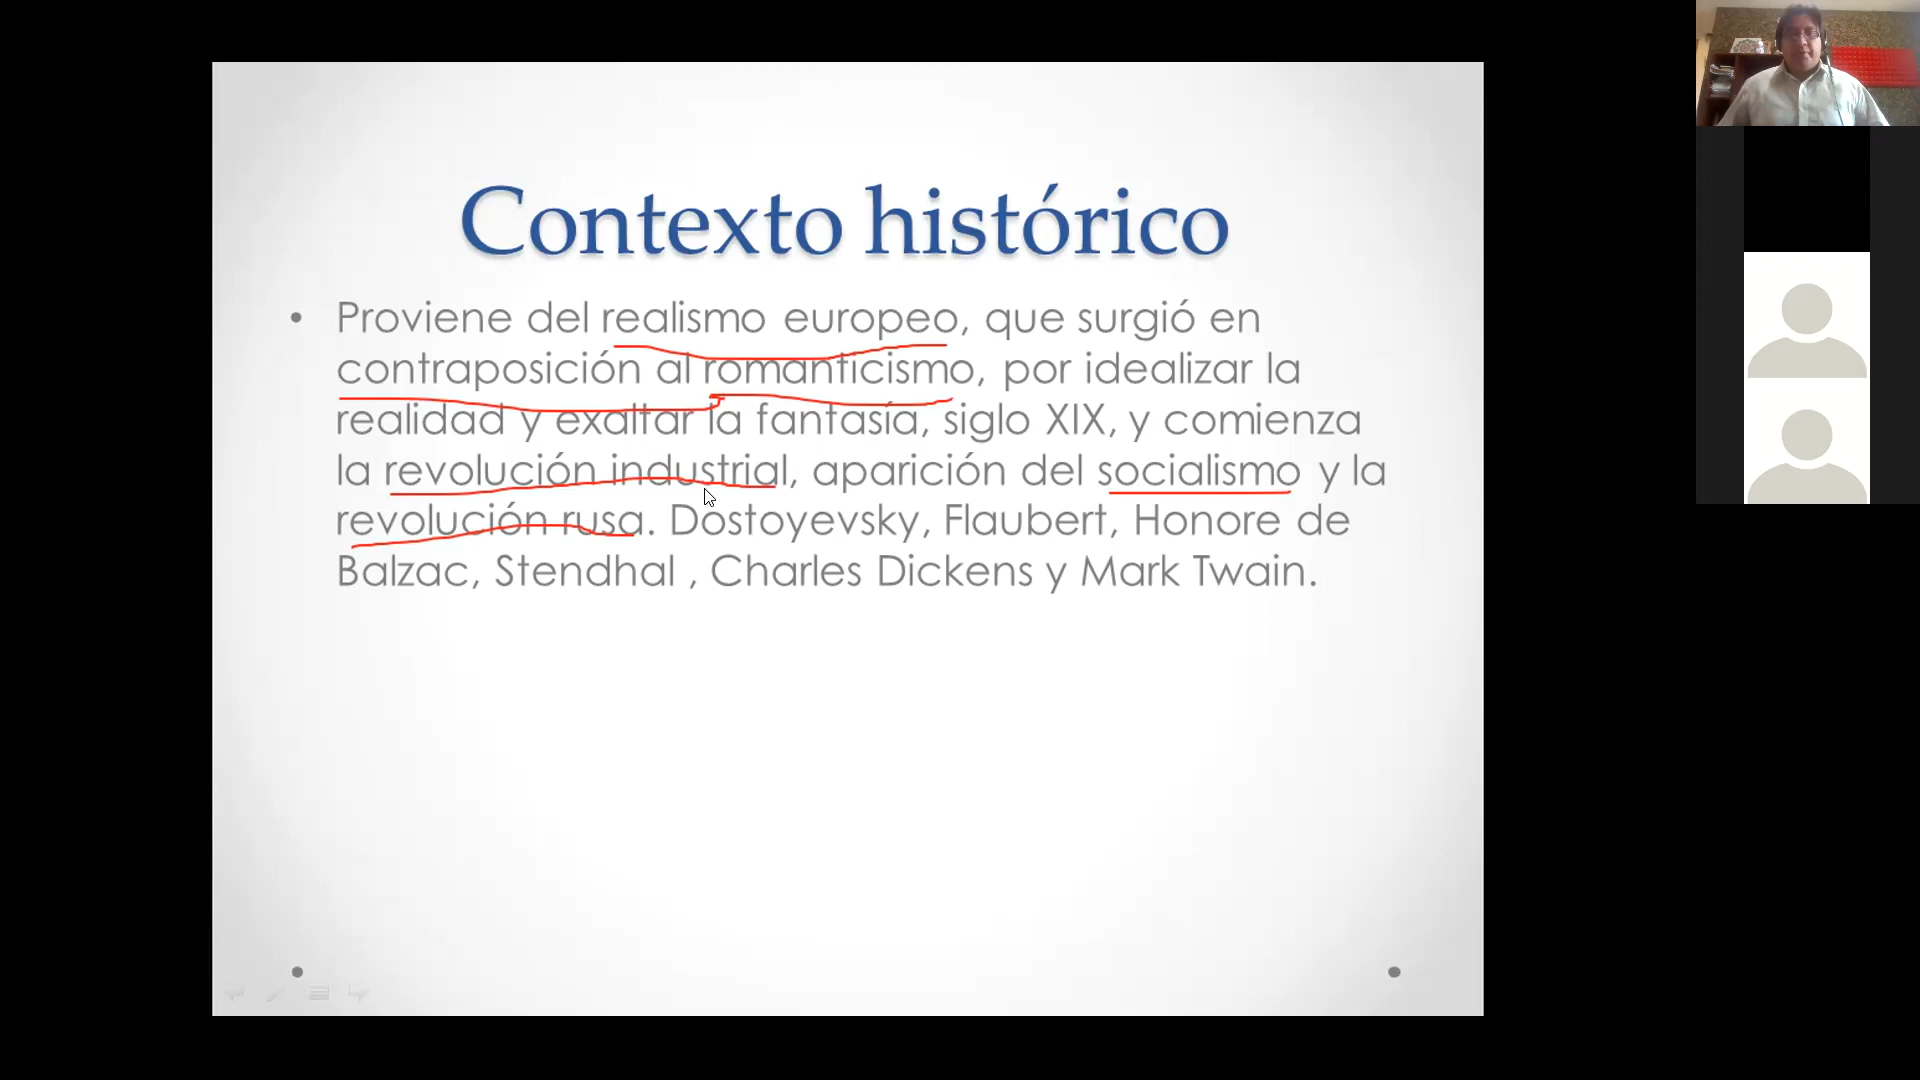 Contexto histórico
• Proviene del realismo europeo, que surgió en
contraposición al romanticismo, por idealizar la
realidad y exaltar la fantasía, siglo XIX, y comienza
la revolución industrial, aparición del socialismo y la
revolución rusa. Dostoyevsky, Flaubert, Honore de
Balzac, Stendhal , Charles Dickens y Mark Twain.